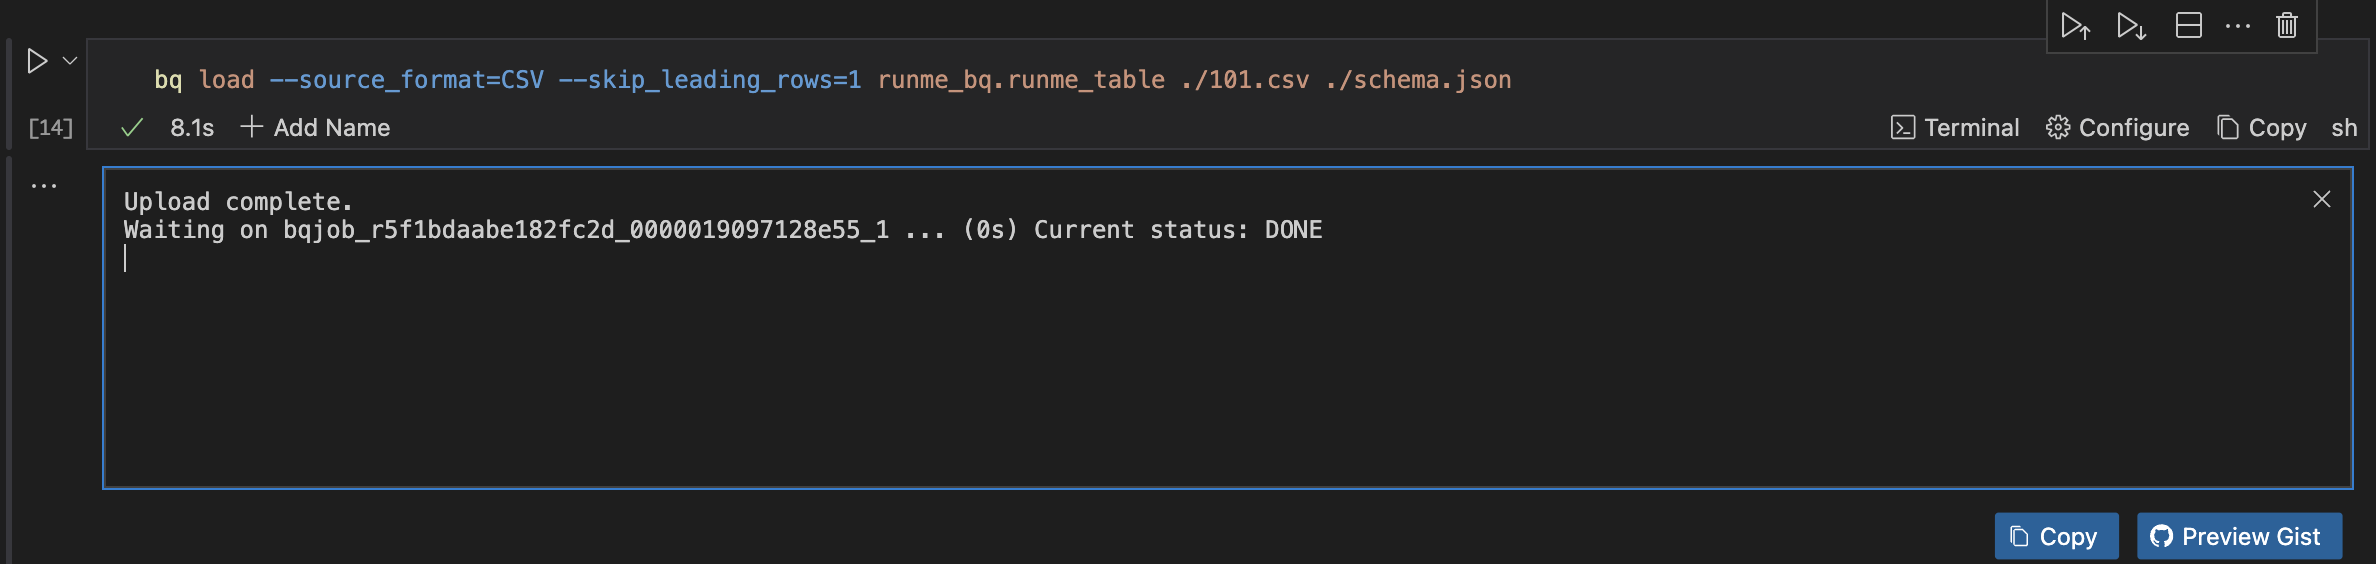 bq load --source_format=CSV --skip_leading_rows=1 runme_bq.runme_table ./101.csv ./schema.json
[14] 8.1s Add Name Terminal Configure Copy sh
Upload complete.
Waiting on bqjob_r5f1bdaabe182fc2d_0000019097128e55_1 ... (0s) Current status: DONE
Copy Preview Gist